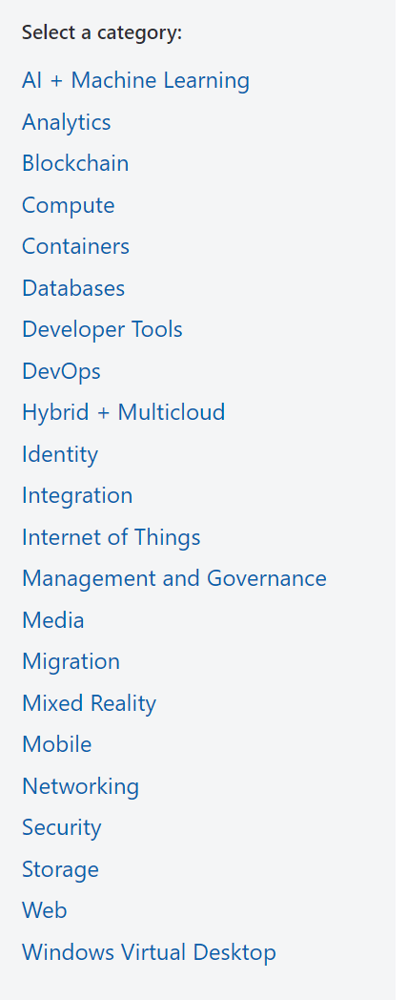 Select a category:
AI + Machine Learning
Analytics
Blockchain
Compute
Containers
Databases
Developer Tools
DevOps
Hybrid + Multicloud
Identity
Integration
Internet of Things
Management and Governance
Media
Migration
Mixed Reality
Mobile
Networking
Security
Storage
Web
Windows Virtual Desktop